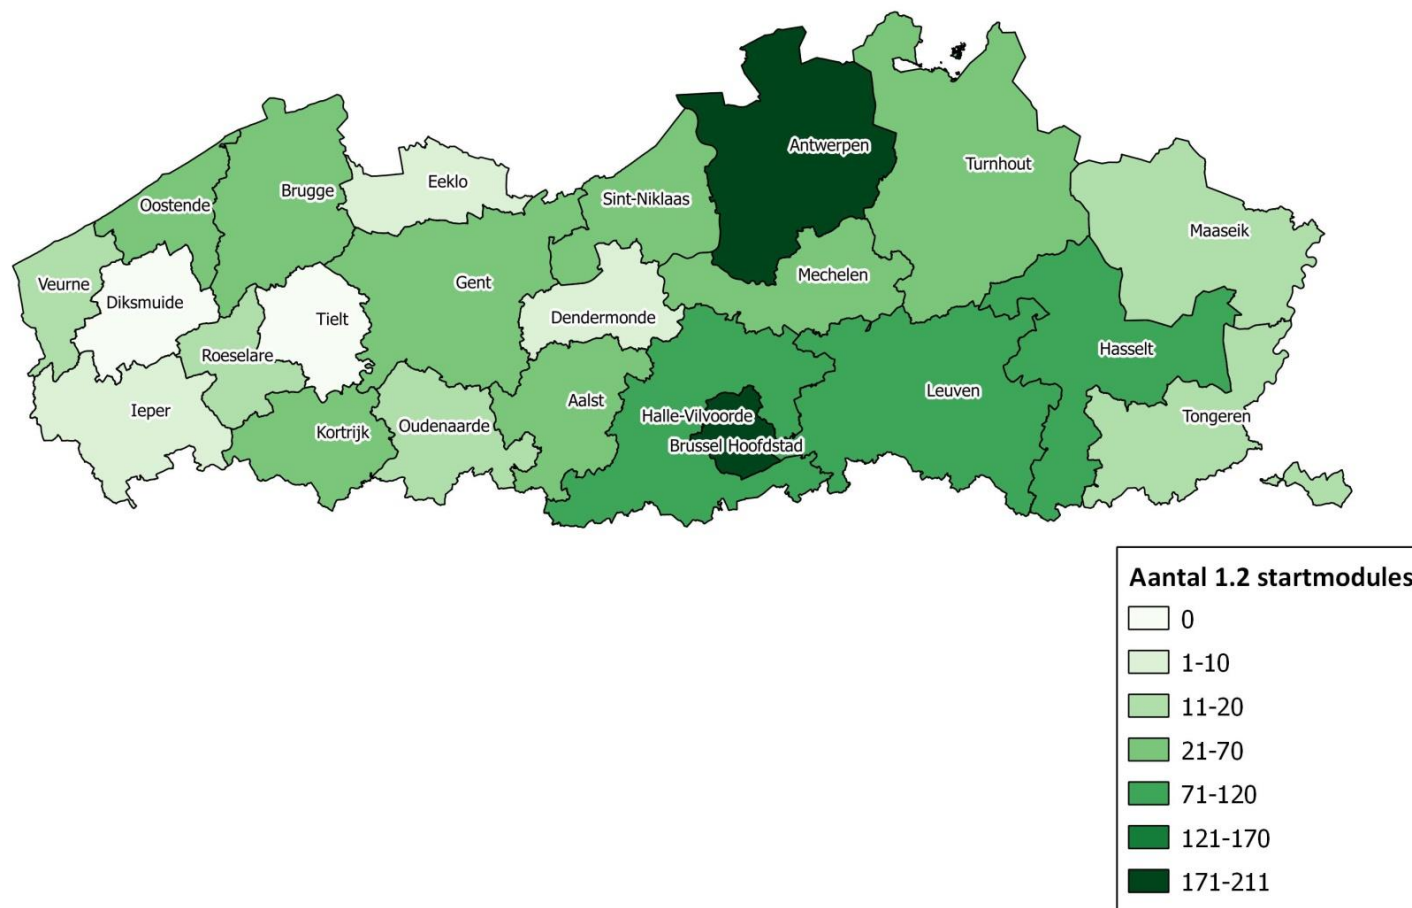 Antwerpen
Turnhout
Eeklo
Brugge
Sint-Niklaas
Oostende
Maaseik
Mechelen
Gent
Veurne
Diksmuide
Tielt
Dendermonde
Roeselare
Hasselt
Leuven
Aalst
Ieper
Halle-Vilvoorde
Tongeren
Oudenaarde
Kortrijk
Brussel Hoofdstad
Aantal 1.2 startmodules
0
1-10
11-20
21-70
71-120
121-170
171-211